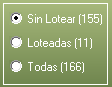 Sin Lotear (155)
Loteadas (11)
Todas (166)